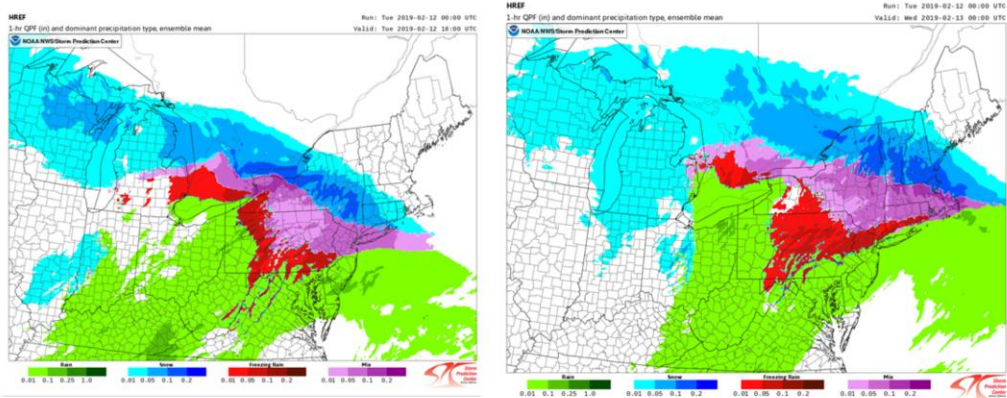 HREF
Run: Tue 2019-02-12 00:00 UTC
1-hr QPF (in) and dominant precipitation type, ensemble mean
Valid: Tue 2019-02-12 18:00 UTC
NOAA NWS/Storm Prediction Center
Rain Snow Freezing Rain Mix
0.01 0.1 0.25 1.0 0.01 0.05 0.1 0.2 0.01 0.05 0.1 0.2 0.01 0.05 0.1 0.2
Storm
Prediction
Center
HREF
Run: Tue 2019-02-12 00:00 UTC
1-hr QPF (in) and dominant precipitation type, ensemble mean
Valid: Wed 2019-02-13 00:00 UTC
NOAA NWS/Storm Prediction Center
Rain Snow Freezing Rain Mix
0.01 0.1 0.25 1.0 0.01 0.05 0.1 0.2 0.01 0.05 0.1 0.2 0.01 0.05 0.1 0.2
Storm
Prediction
Center